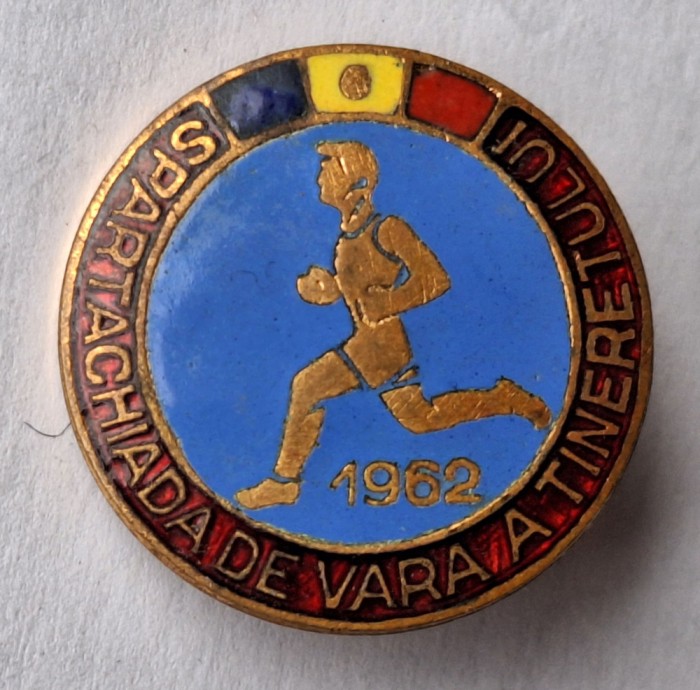 SPARTACHIADA DE VARA A TINERETULUI
1962